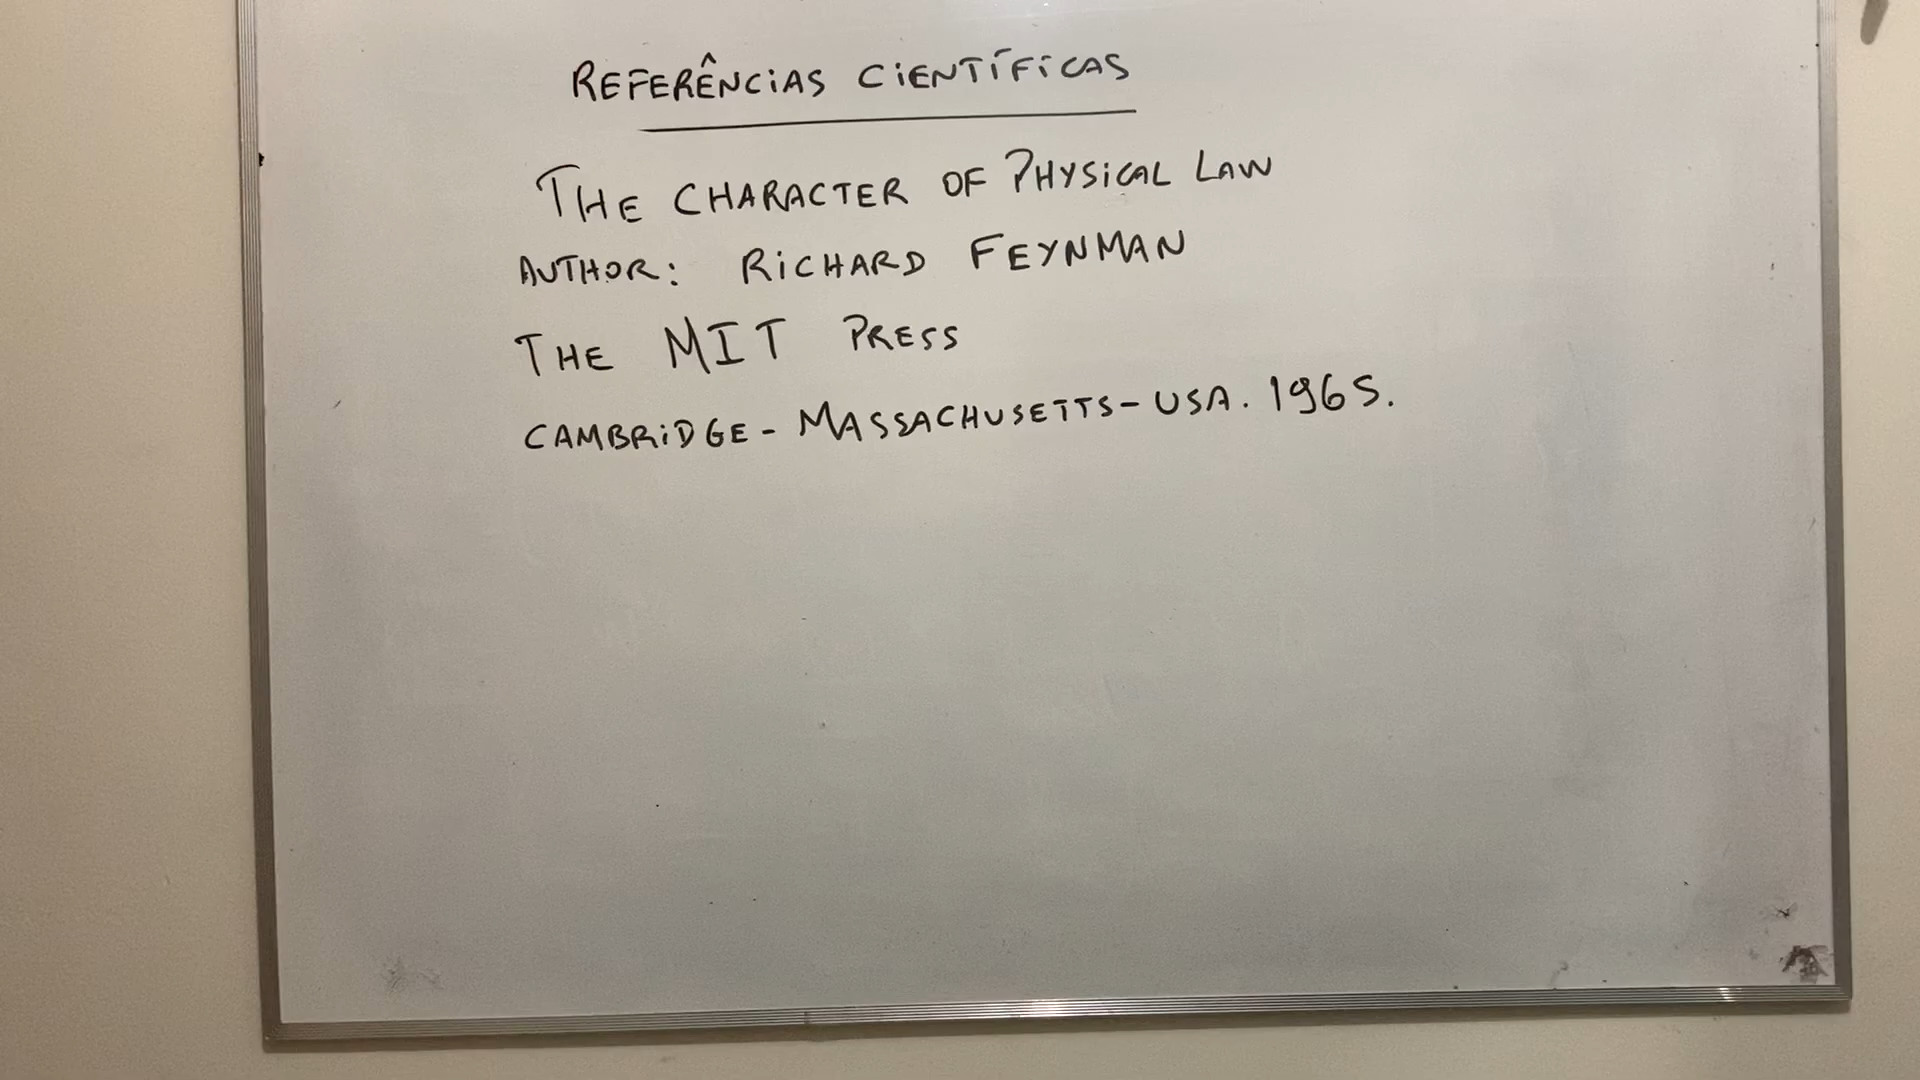 REFERÊNCIAS CIENTÍFICAS
THE CHARACTER OF PHYSICAL LAW
AUTHOR: RICHARD FEYNMAN
THE MIT PRESS
CAMBRIDGE - MASSACHUSETTS - USA. 1965.